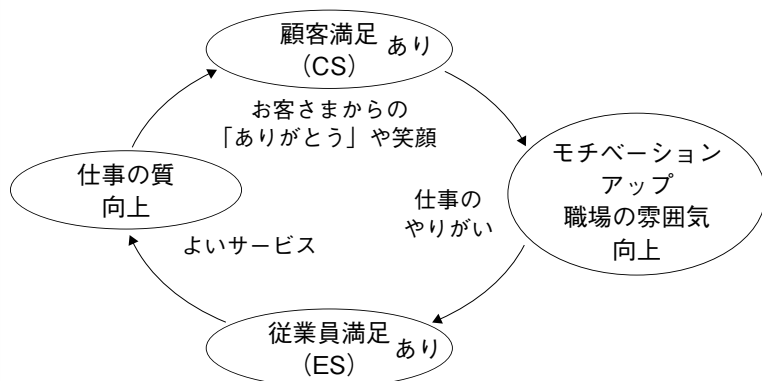 顧客満足
(CS)
あり
お客さまからの
「ありがとう」や笑顔
モチベーション
アップ
職場の雰囲気
向上
仕事の
やりがい
従業員満足
(ES)
あり
よいサービス
仕事の質
向上